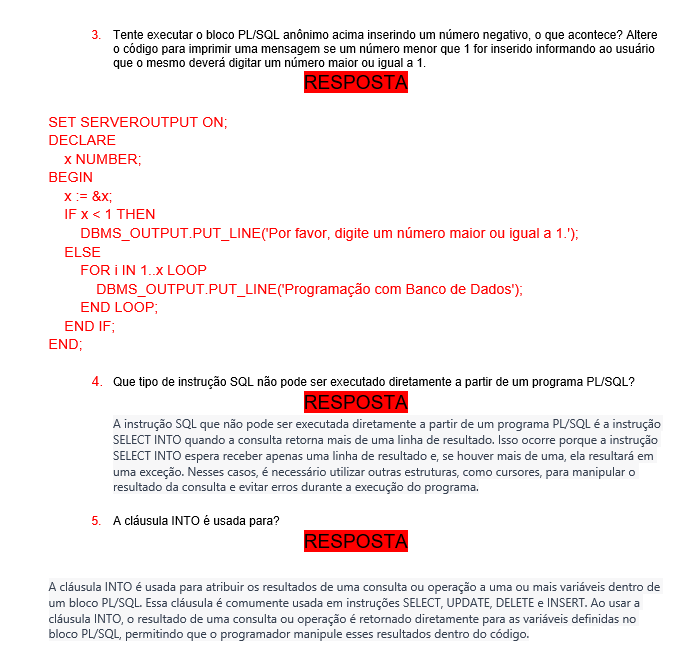 3. Tente executar o bloco PL/SQL anônimo acima inserindo um número negativo, o que acontece? Altere
o código para imprimir uma mensagem se um número menor que 1 for inserido informando ao usuário
que o mesmo deverá digitar um número maior ou igual a 1.
RESPOSTA
SET SERVEROUTPUT ON;
DECLARE
x NUMBER;
BEGIN
x := &x;
IF x < 1 THEN
DBMS_OUTPUT.PUT_LINE('Por favor, digite um número maior ou igual a 1.');
ELSE
FOR i IN 1..x LOOP
DBMS_OUTPUT.PUT_LINE('Programação com Banco de Dados');
END LOOP;
END IF;
END;
4. Que tipo de instrução SQL não pode ser executado diretamente a partir de um programa PL/SQL?
RESPOSTA
A instrução SQL que não pode ser executada diretamente a partir de um programa PL/SQL é a instrução
SELECT INTO quando a consulta retorna mais de uma linha de resultado. Isso ocorre porque a instrução
SELECT INTO espera receber apenas uma linha de resultado e, se houver mais de uma, ela resultará em
uma exceção. Nesses casos, é necessário utilizar outras estruturas, como cursores, para manipular o
resultado da consulta e evitar erros durante a execução do programa.
5. A cláusula INTO é usada para?
RESPOSTA
A cláusula INTO é usada para atribuir os resultados de uma consulta ou operação a uma ou mais variáveis dentro de
um bloco PL/SQL. Essa cláusula é comumente usada em instruções SELECT, UPDATE, DELETE e INSERT. Ao usar a
cláusula INTO, o resultado de uma consulta ou operação é retornado diretamente para as variáveis definidas no
bloco PL/SQL, permitindo que o programador manipule esses resultados dentro do código.